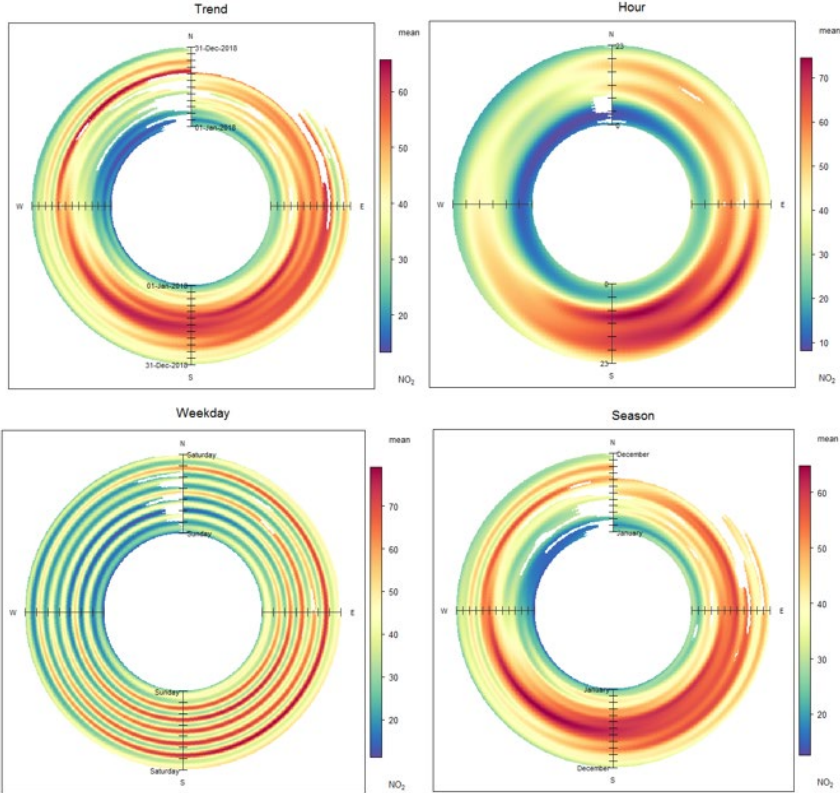 Trend
mean
N
31-Dec-2018
01-Jan-2018
W
E
01-Jan-2018
31-Dec-2018
S
60
50
40
30
20
NO2
Hour
mean
N
23
0
W
E
0
23
S
70
60
50
40
30
20
10
NO2
Weekday
mean
N
Saturday
Sunday
W
E
Sunday
Saturday
S
70
60
50
40
30
20
NO2
Season
mean
N
December
January
W
E
January
December
S
60
50
40
30
20
NO2